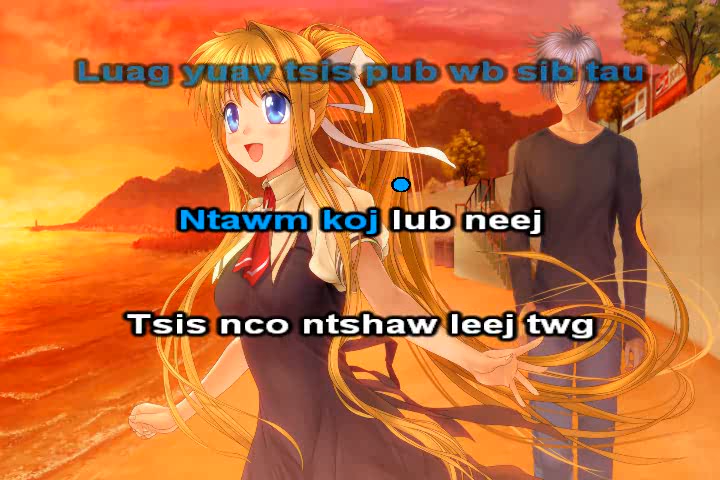 Luag yuav tsis pub wb sib tau
Ntawm koj lub neej
Tsis nco ntshaw leej twg